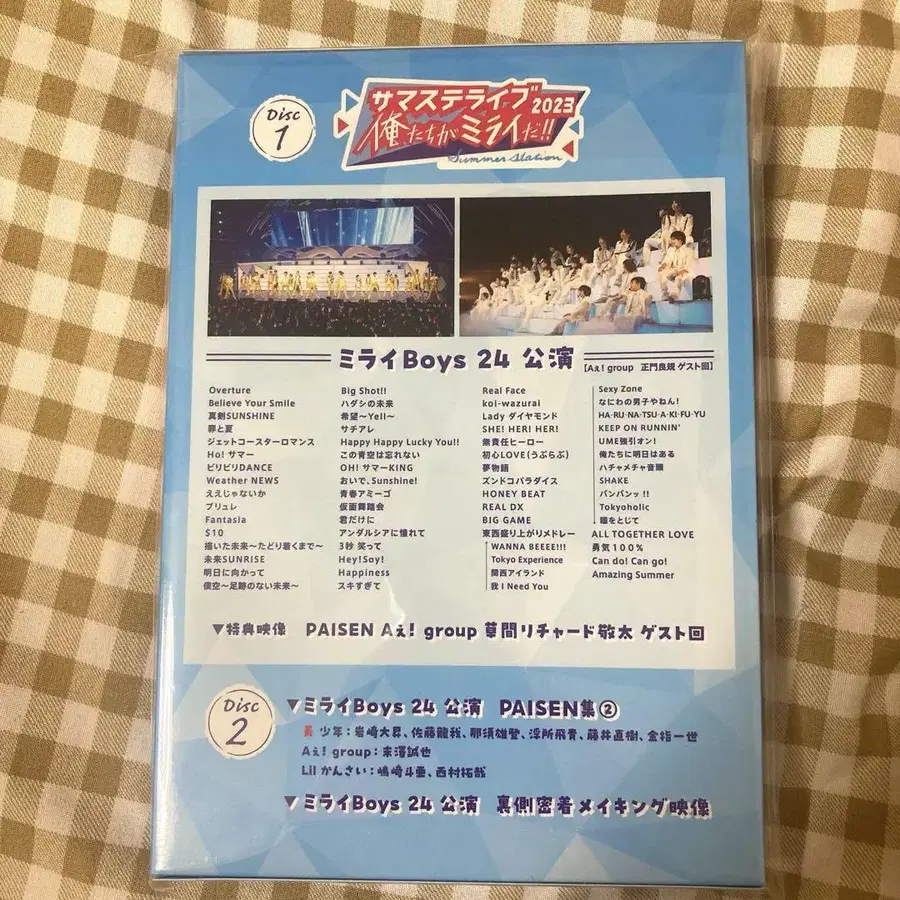 Disc
1
サマステライブ
2023
俺たちがミライだ!!
Summer Station
ミライBoys 24 公演
【Aぇ! group 正門良規 ゲスト回】
Overture
Believe Your Smile
真剣SUNSHINE
罪と夏
ジェットコースターロマンス
Ho! サマー
ビリビリDANCE
Weather NEWS
ええじゃないか
ブリュレ
Fantasia
$10
描いた未来〜たどり着くまで〜
未来SUNRISE
明日に向かって
僕空〜足跡のない未来〜
Big Shot!!
ハダシの未来
希望〜Yell〜
サチアレ
Happy Happy Lucky You!!
この青空は忘れない
OH! サマーKING
おいで、Sunshine!
青春アミーゴ
仮面舞踏会
君だけに
アンダルシアに憧れて
3秒 笑って
Hey!Soy!
Happiness
スキすぎて
Real Face
koi-wazurai
Lady ダイヤモンド
SHE! HER! HER!
無責任ヒーロー
初心LOVE(うぶらぶ)
夢物語
ズンドコパラダイス
HONEY BEAT
REAL DX
BIG GAME
東西盛り上がりメドレー
WANNA BEEEE!!!
Tokyo Experience
関西アイランド
我 I Need You
Sexy Zone
なにわの男子やねん!
HA·RU·NA·TSU·A·KI·FU·YU
KEEP ON RUNNIN'
UME強引オン!
俺たちに明日はある
ハチャメチャ音頭
SHAKE
バンバンッ !!
Tokyoholic
瞳をとじて
ALL TOGETHER LOVE
勇気100%
Can do! Can go!
Amazing Summer
▼特典映像 PAISEN Aぇ! group 草間リチャード敬太 ゲスト回
Disc
2
▼ミライBoys 24 公演 PAISEN集②
美 少年:岩﨑大昇、佐藤龍我、那須雄登、浮所飛貴、藤井直樹、金指一世
Aぇ! group:末澤誠也
Lil かんさい:嶋﨑斗亜、西村拓哉
▼ミライBoys 24 公演 裏側密着メイキング映像